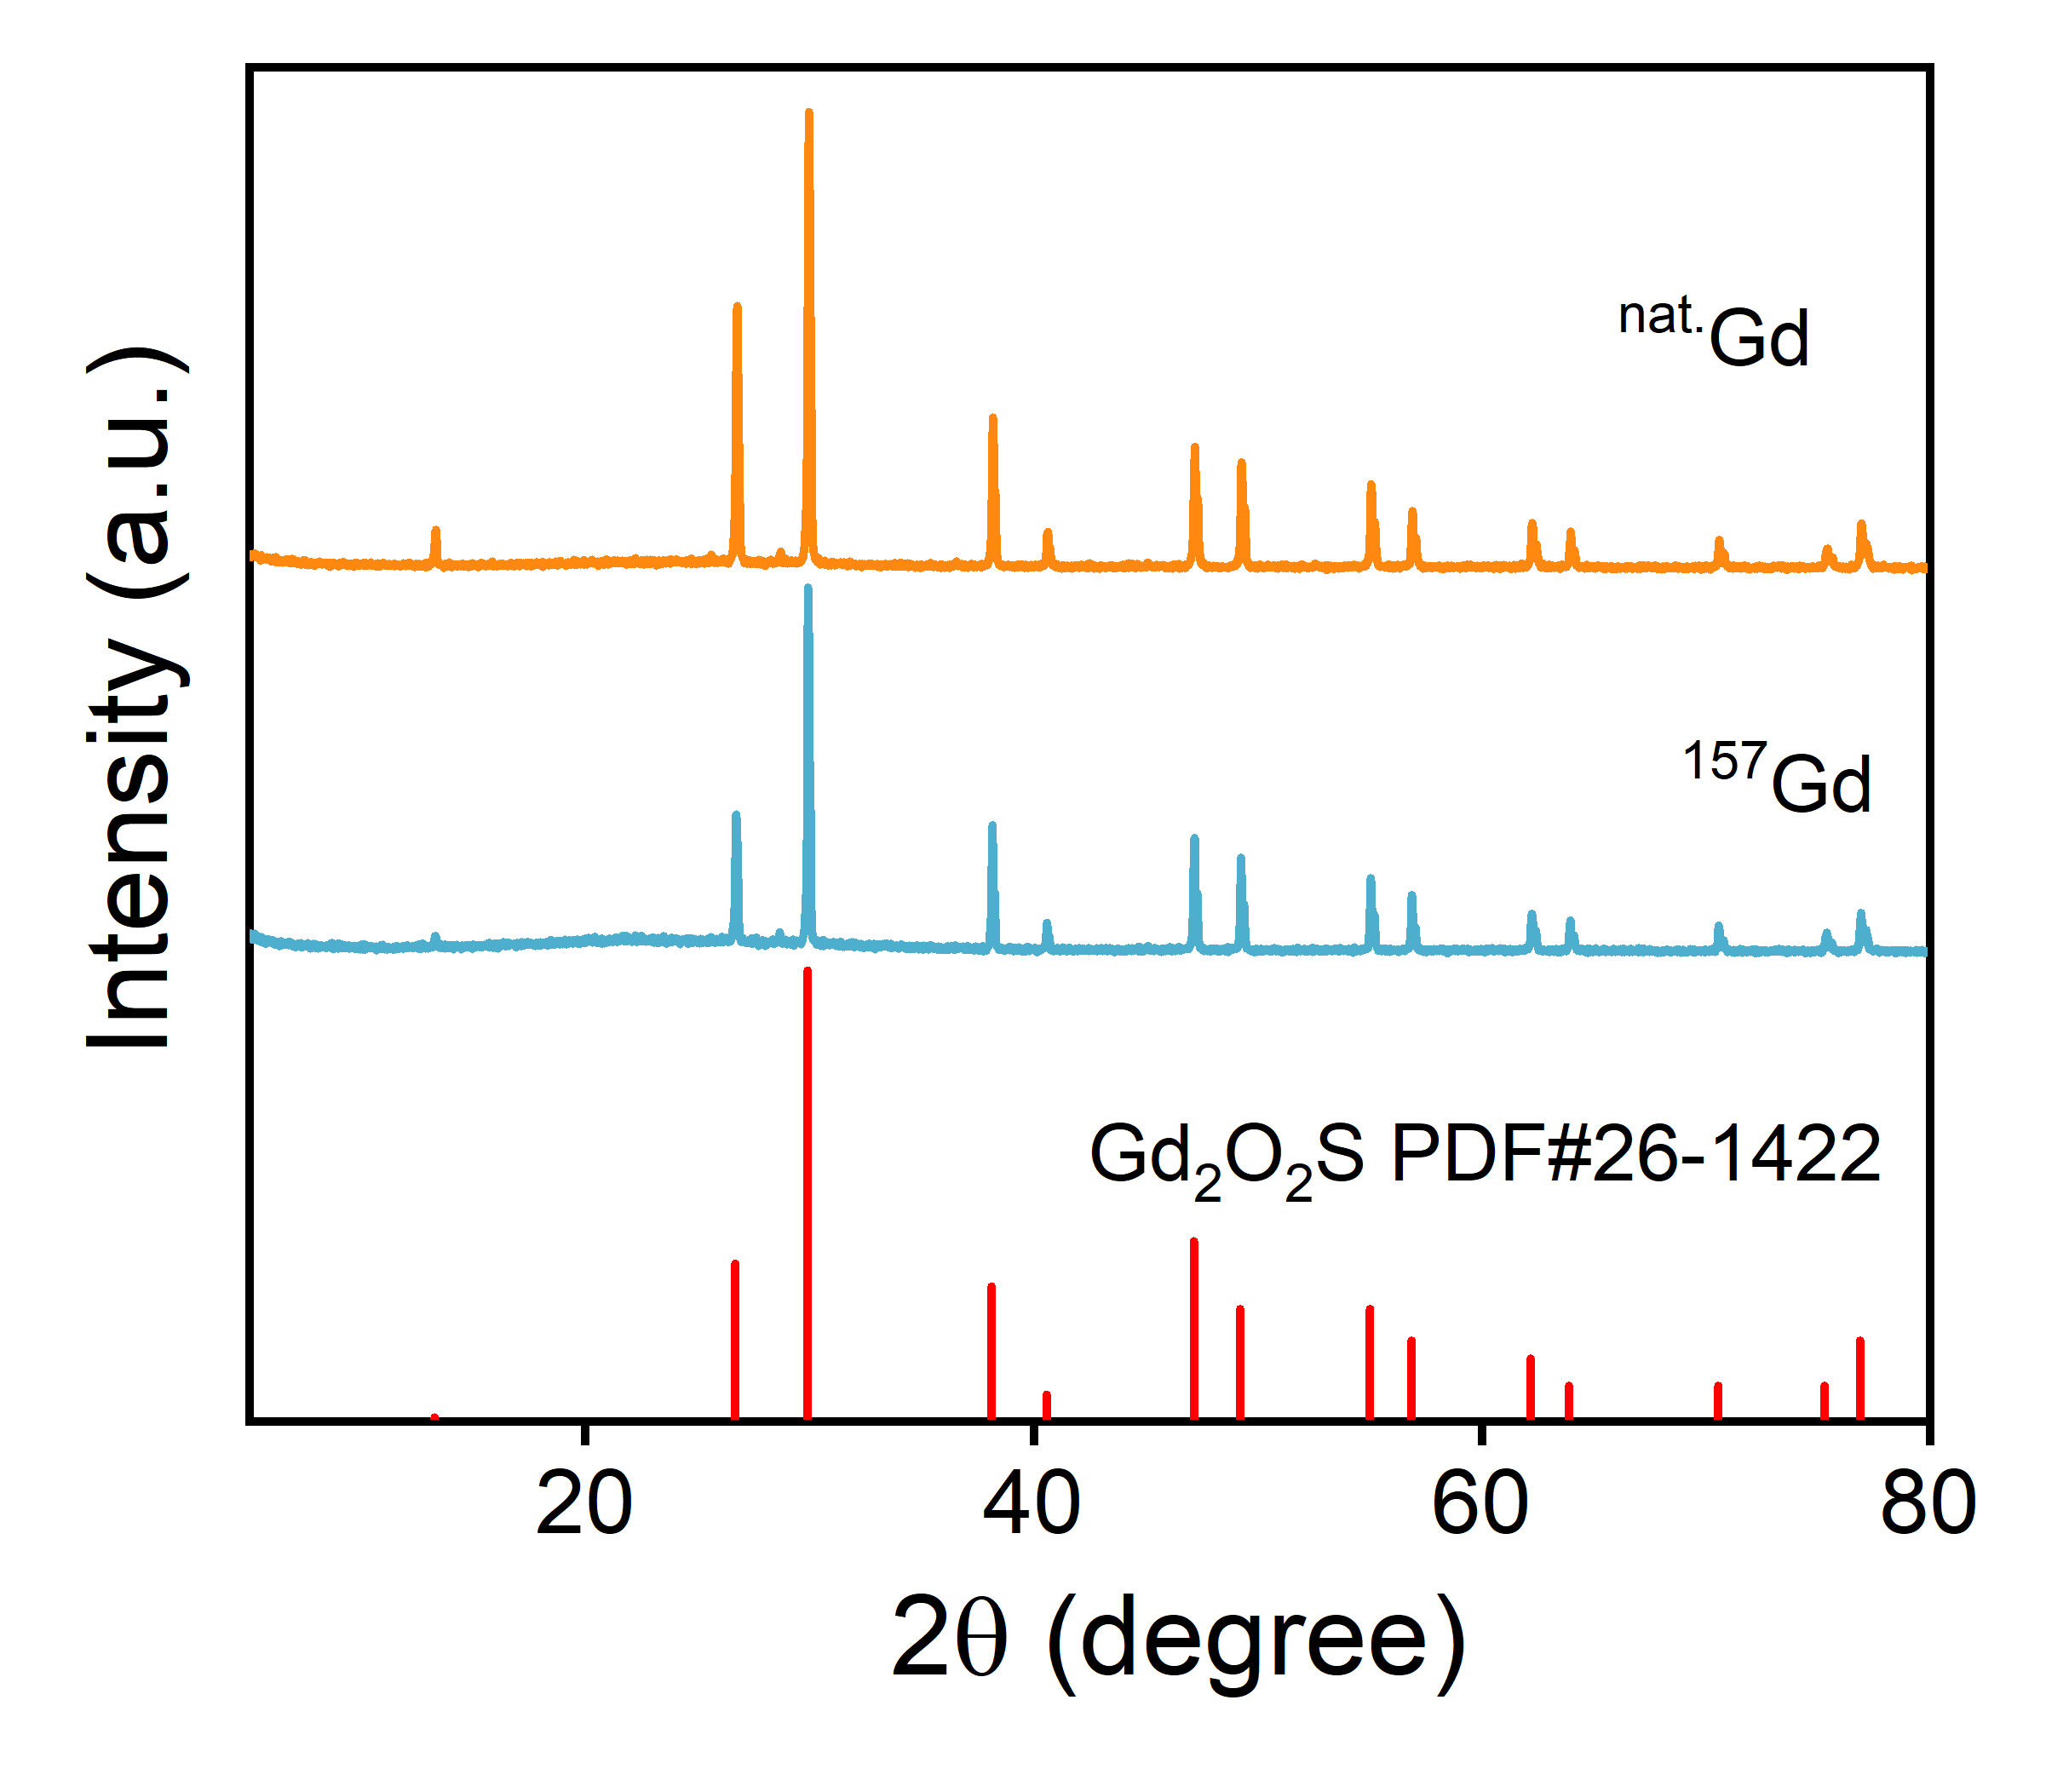 Intensity (a.u.)
ⁿᵃᵗ·Gd
¹⁵⁷Gd
Gd₂O₂S PDF#26-1422
20 40 60 80
2θ (degree)